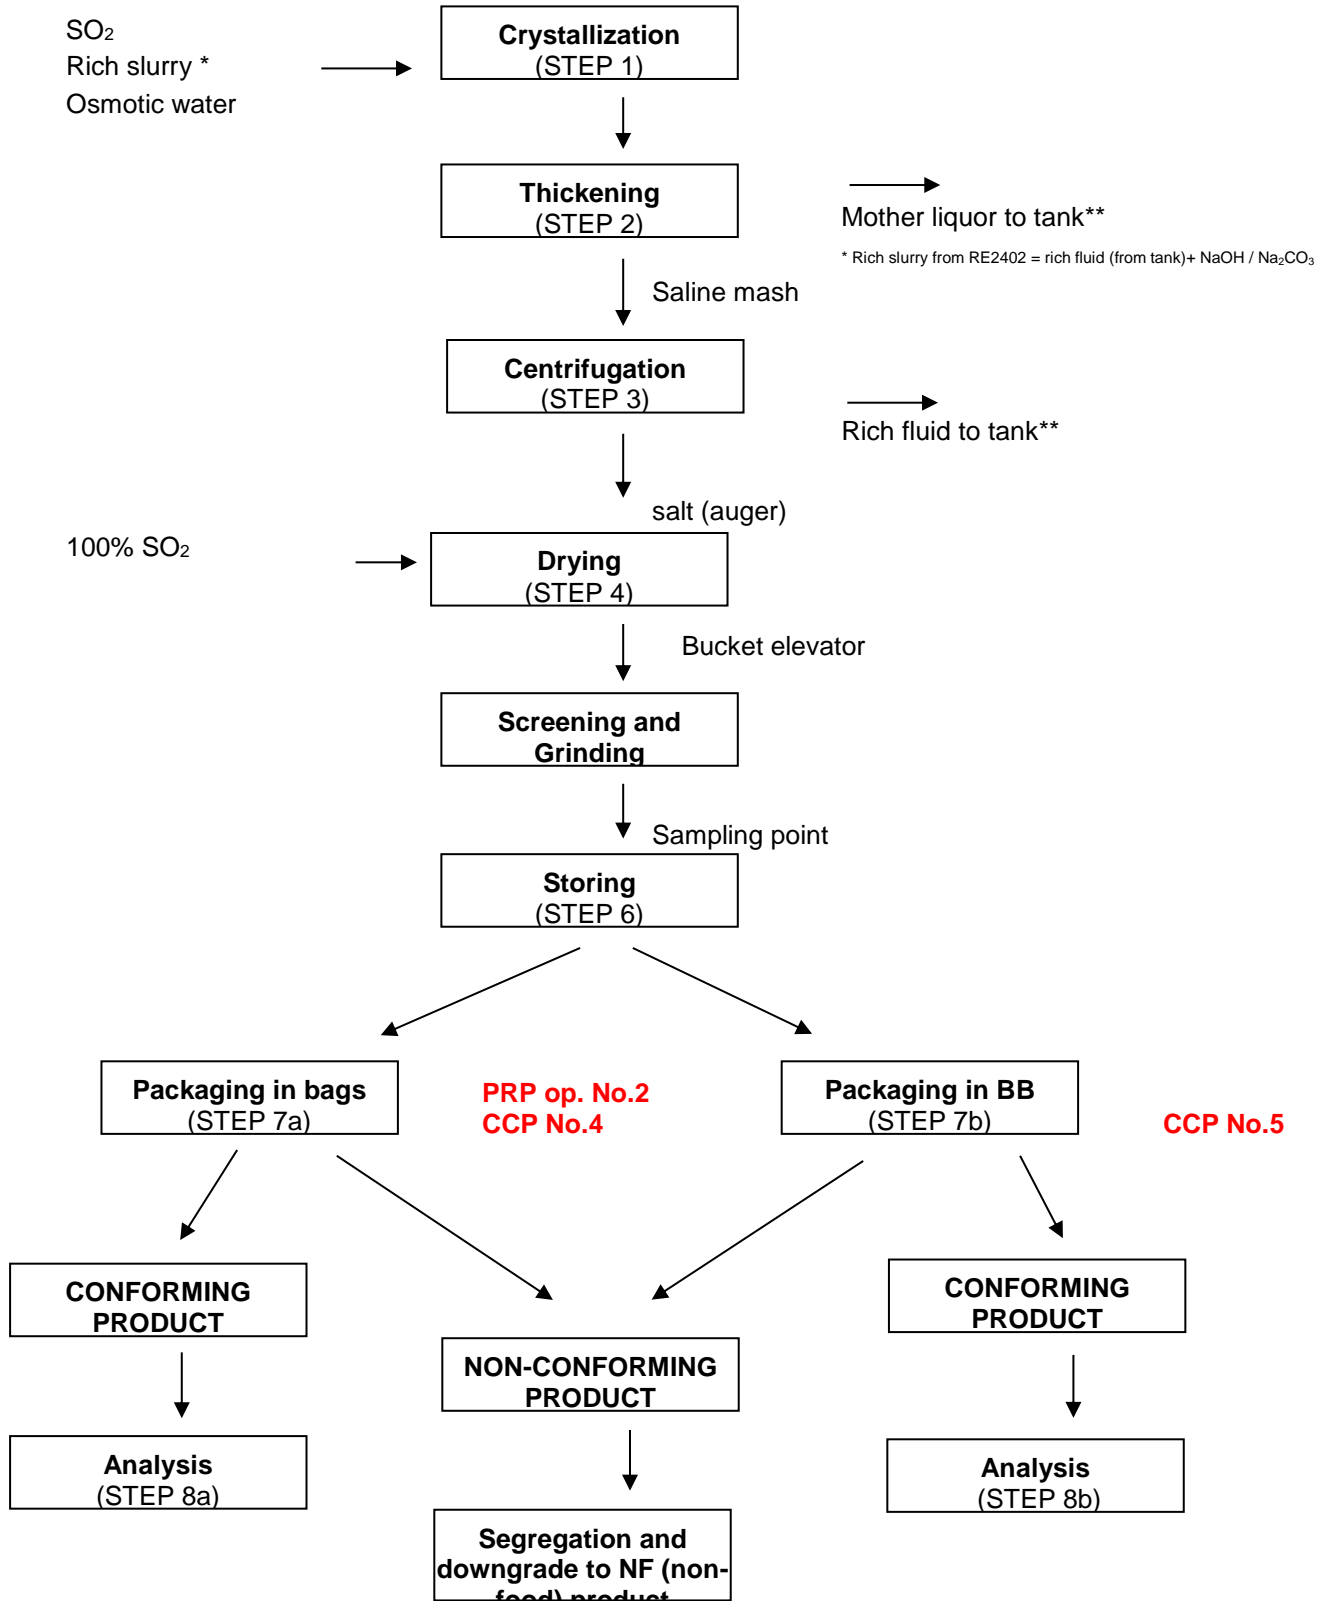 SO₂
Rich slurry *
Osmotic water
Crystallization
(STEP 1)
Thickening
(STEP 2)
Mother liquor to tank**
* Rich slurry from RE2402 = rich fluid (from tank)+ NaOH / Na₂CO₃
Saline mash
Centrifugation
(STEP 3)
Rich fluid to tank**
salt (auger)
100% SO₂
Drying
(STEP 4)
Bucket elevator
Screening and
Grinding
Sampling point
Storing
(STEP 6)
Packaging in bags
(STEP 7a)
PRP op. No.2
CCP No.4
Packaging in BB
(STEP 7b)
CCP No.5
CONFORMING
PRODUCT
NON-CONFORMING
PRODUCT
CONFORMING
PRODUCT
Analysis
(STEP 8a)
Analysis
(STEP 8b)
Segregation and
downgrade to NF (non-
food) product